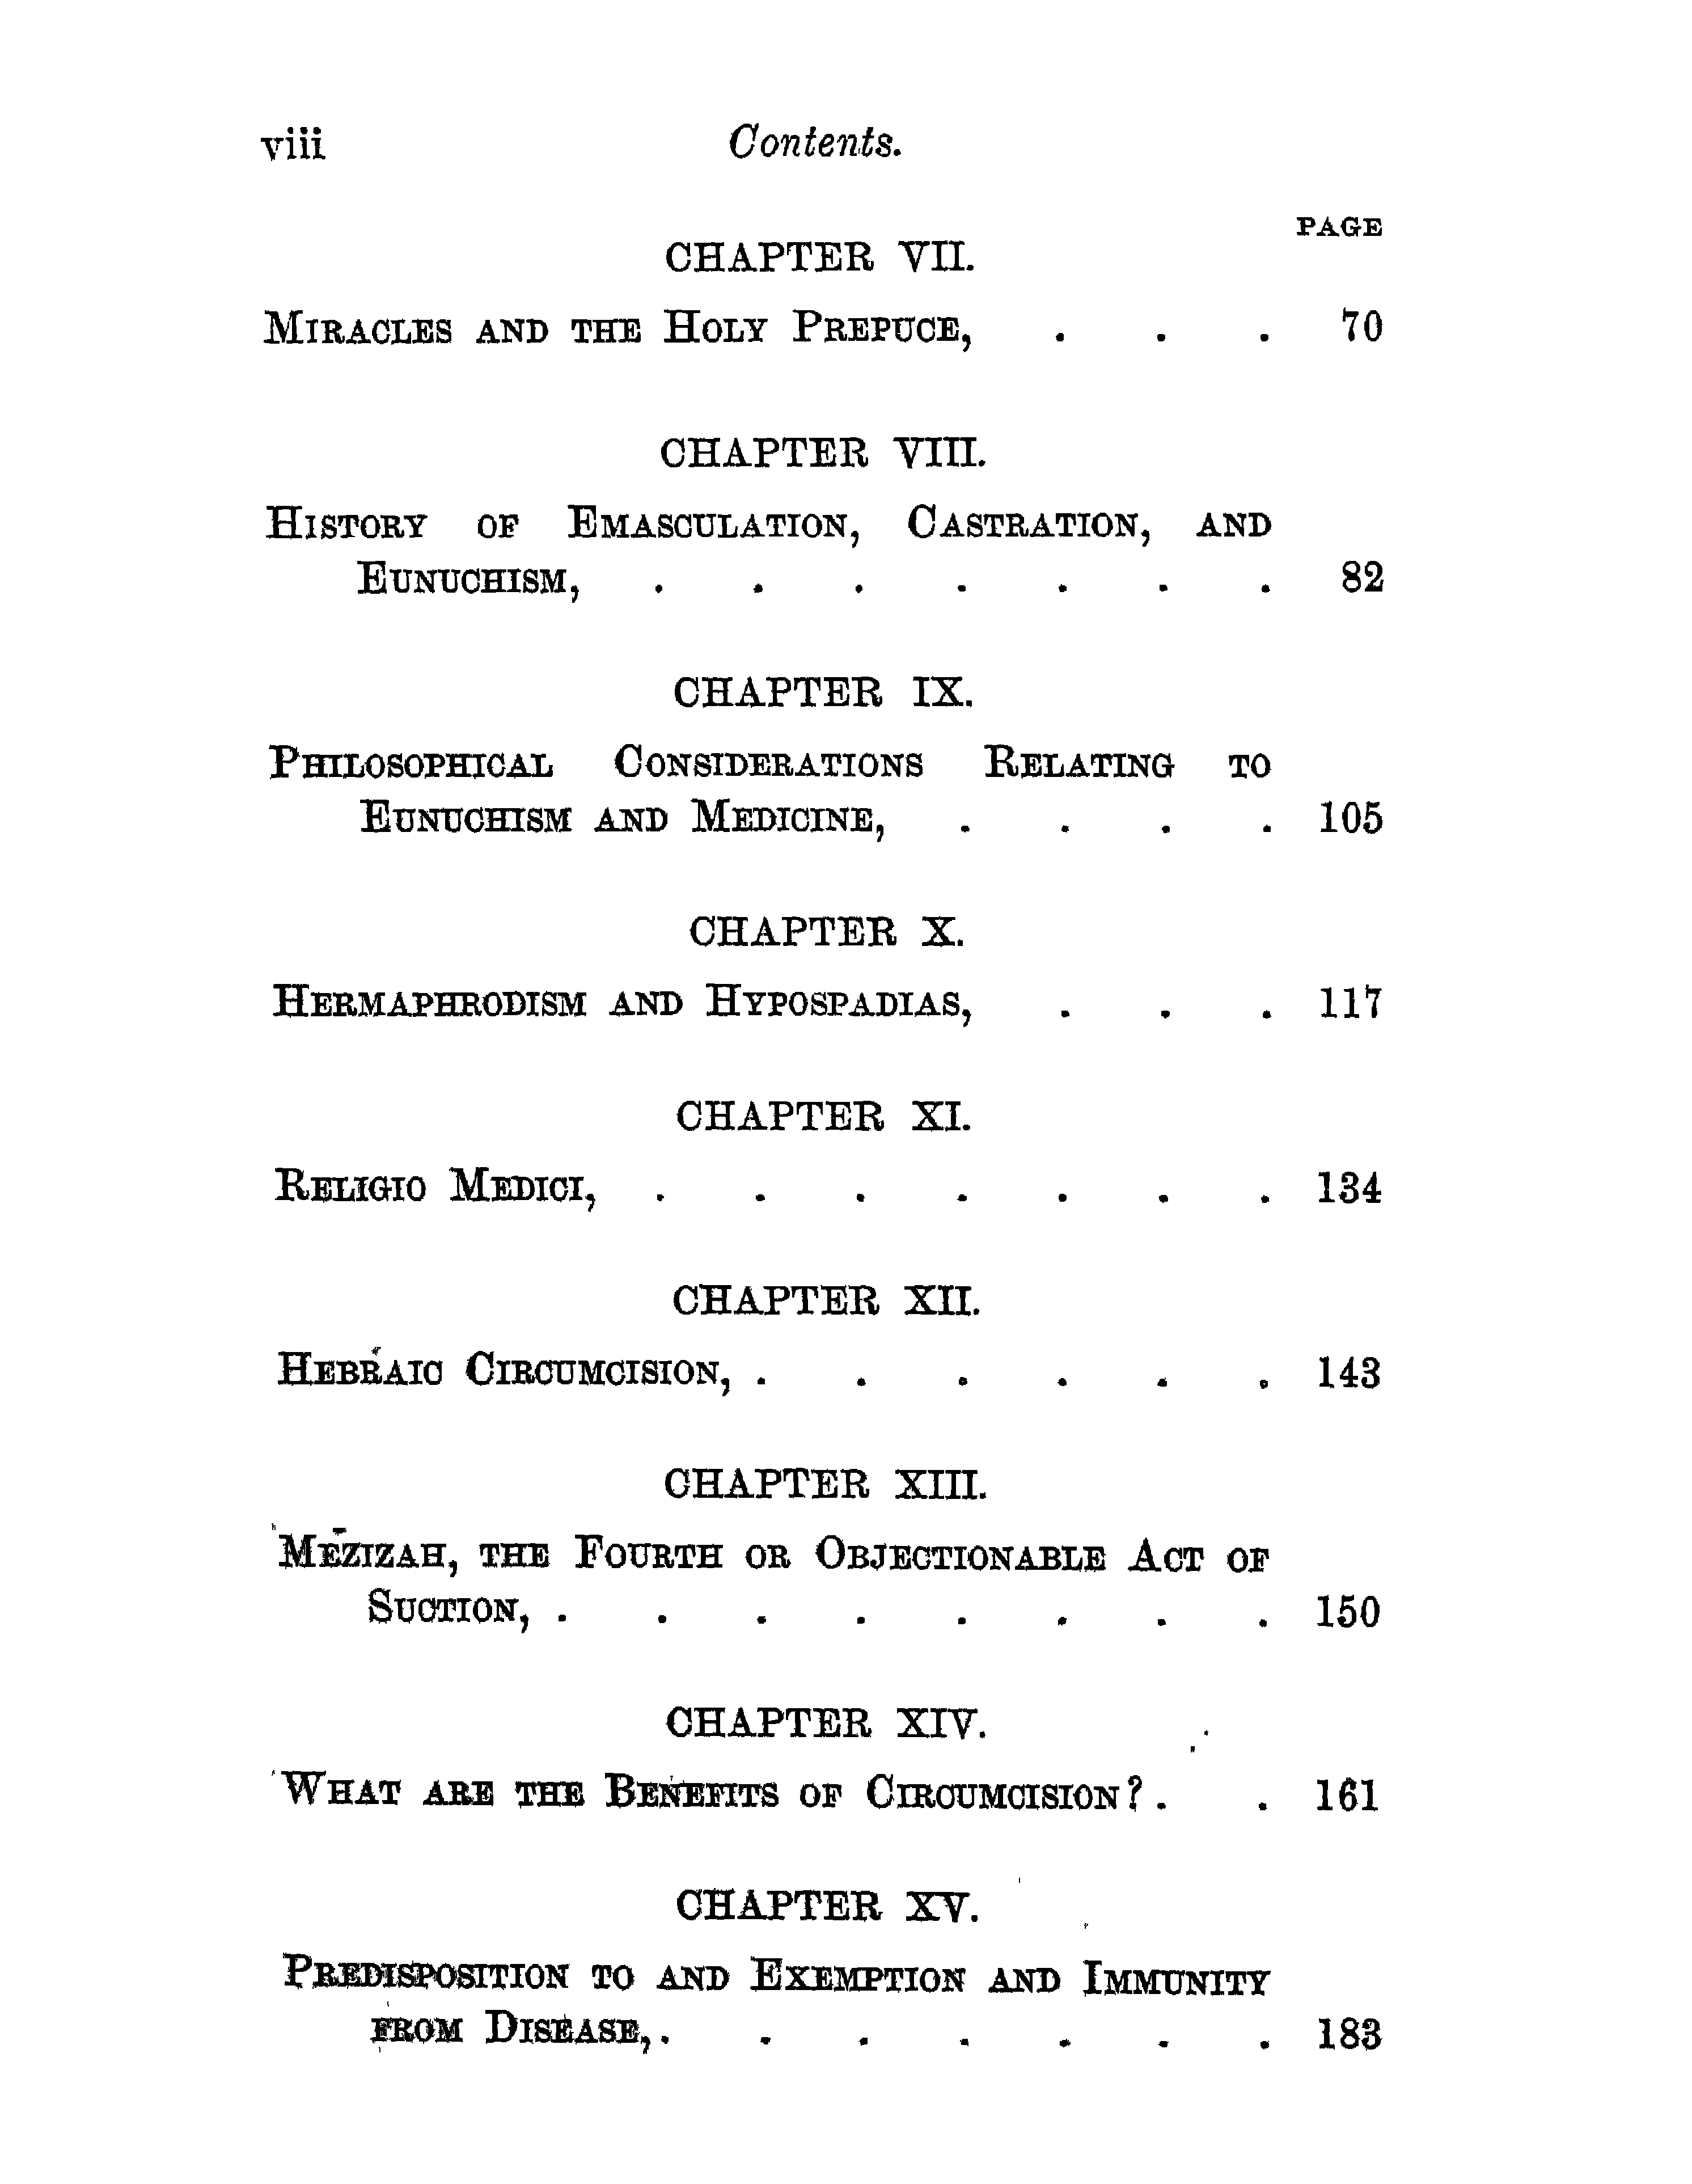 viii Contents.
PAGE
CHAPTER VII.
MIRACLES AND THE HOLY PREPUCE, . . . 70
CHAPTER VIII.
HISTORY OF EMASCULATION, CASTRATION, AND
EUNUCHISM, . . . . . . . 82
CHAPTER IX.
PHILOSOPHICAL CONSIDERATIONS RELATING TO
EUNUCHISM AND MEDICINE, . . . . 105
CHAPTER X.
HERMAPHRODISM AND HYPOSPADIAS, . . . 117
CHAPTER XI.
RELIGIO MEDICI, . . . . . . . 134
CHAPTER XII.
HEBRAIC CIRCUMCISION, . . . . . . 143
CHAPTER XIII.
MEZIZAH, THE FOURTH OR OBJECTIONABLE ACT OF
SUCTION, . . . . . . . . 150
CHAPTER XIV.
WHAT ARE THE BENEFITS OF CIRCUMCISION? . . 161
CHAPTER XV.
PREDISPOSITION TO AND EXEMPTION AND IMMUNITY
FROM DISEASE, . . . . . . . 183